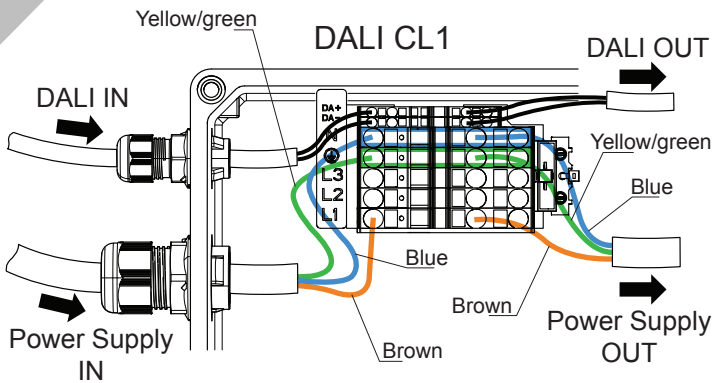 Yellow/green
DALI CL1
DALI OUT
DALI IN
DA+
DA-
N
L3
L2
L1
Yellow/green
Blue
Blue
Brown
Brown
Power Supply
IN
Power Supply
OUT